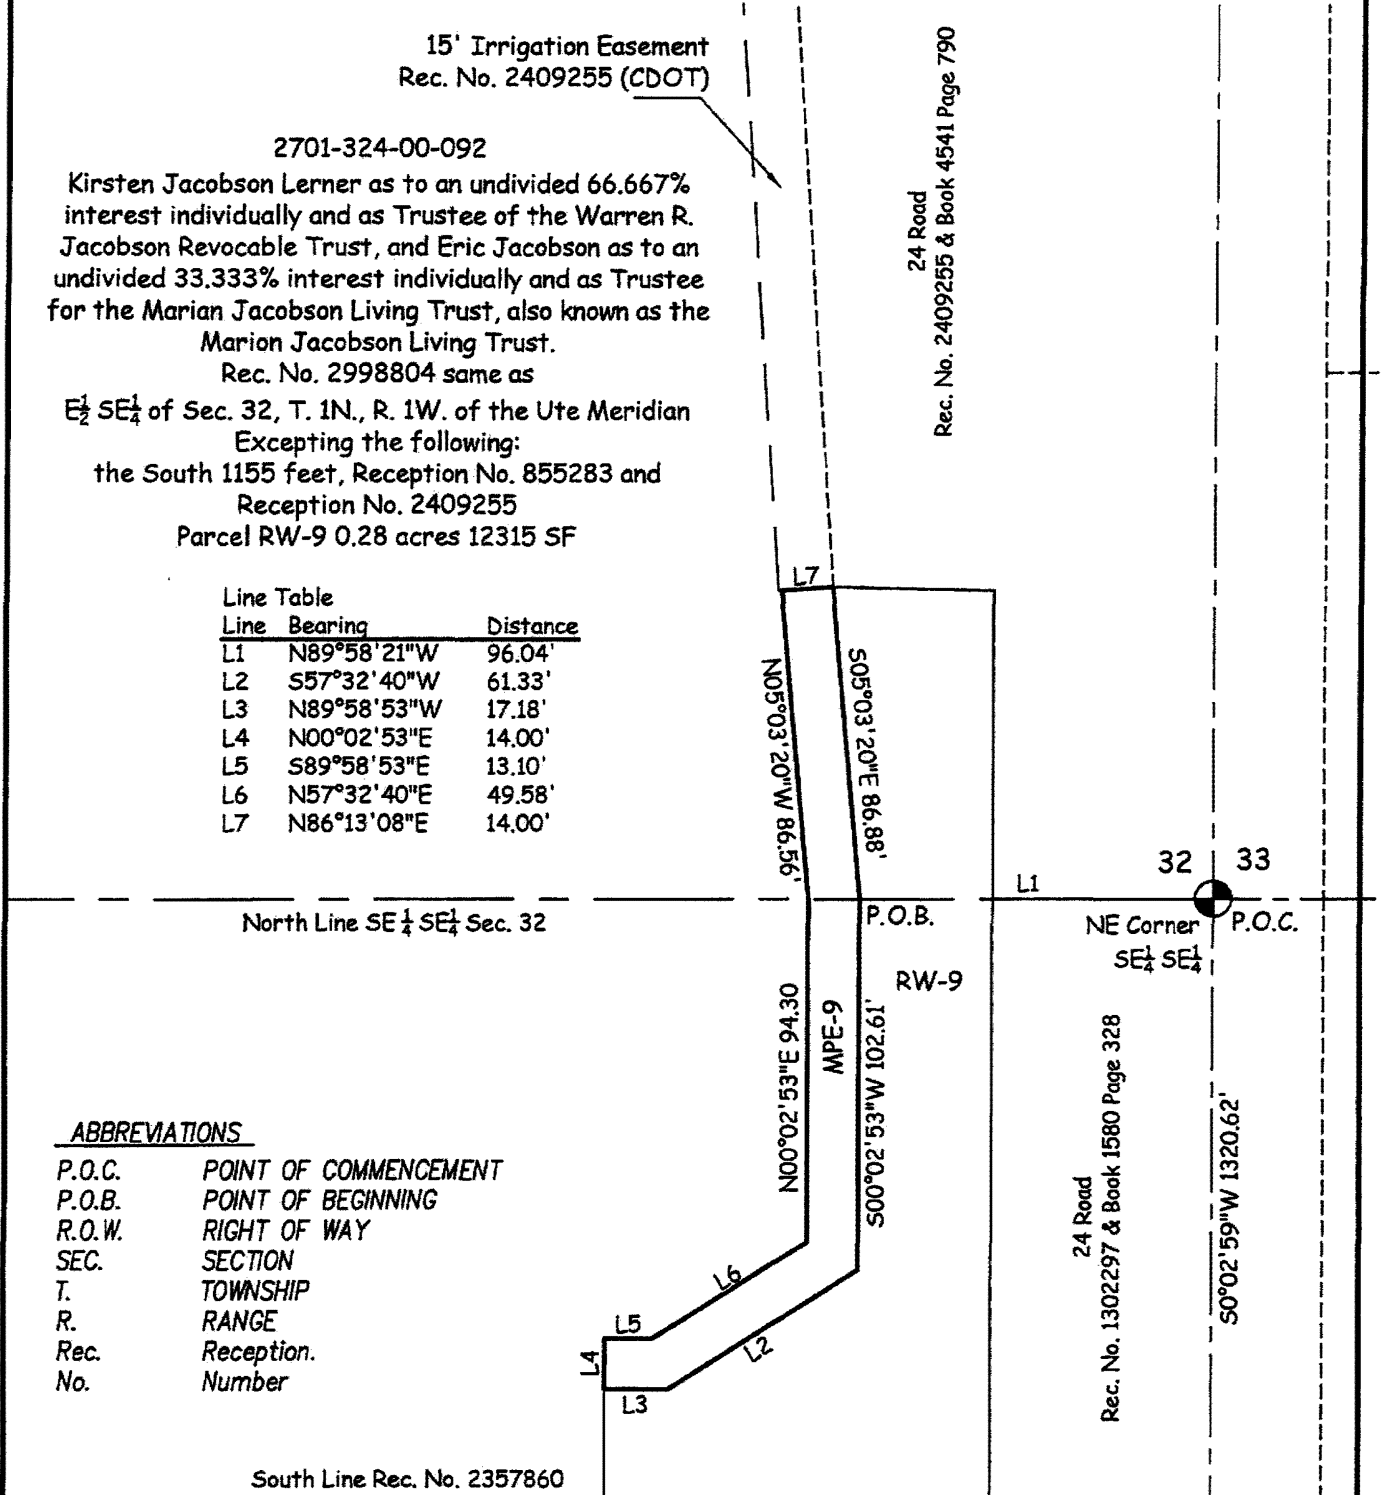 15' Irrigation Easement
Rec. No. 2409255 (CDOT)
2701-324-00-092
Kirsten Jacobson Lerner as to an undivided 66.667%
interest individually and as Trustee of the Warren R.
Jacobson Revocable Trust, and Eric Jacobson as to an
undivided 33.333% interest individually and as Trustee
for the Marian Jacobson Living Trust, also known as the
Marion Jacobson Living Trust.
Rec. No. 2998804 same as
E½ SE¼ of Sec. 32, T. 1N., R. 1W. of the Ute Meridian
Excepting the following:
the South 1155 feet, Reception No. 855283 and
Reception No. 2409255
Parcel RW-9 0.28 acres 12315 SF
24 Road
Rec. No. 2409255 & Book 4541 Page 790
Line Table
Line Bearing Distance
L1 N89°58'21"W 96.04'
L2 S57°32'40"W 61.33'
L3 N89°58'53"W 17.18'
L4 N00°02'53"E 14.00'
L5 S89°58'53"E 13.10'
L6 N57°32'40"E 49.58'
L7 N86°13'08"E 14.00'
L7
N05°03'20"W 86.56'
S05°03'20"E 86.88'
32 33
L1
North Line SE¼ SE¼ Sec. 32
P.O.B.
NE Corner
SE¼ SE¼
P.O.C.
RW-9
N00°02'53"E 94.30
MPE-9
S00°02'53"W 102.61'
24 Road
Rec. No. 1302297 & Book 1580 Page 328
S0°02'59"W 1320.62'
ABBREVIATIONS
P.O.C. POINT OF COMMENCEMENT
P.O.B. POINT OF BEGINNING
R.O.W. RIGHT OF WAY
SEC. SECTION
T. TOWNSHIP
R. RANGE
Rec. Reception.
No. Number
L6
L5
L2
L4
L3
South Line Rec. No. 2357860